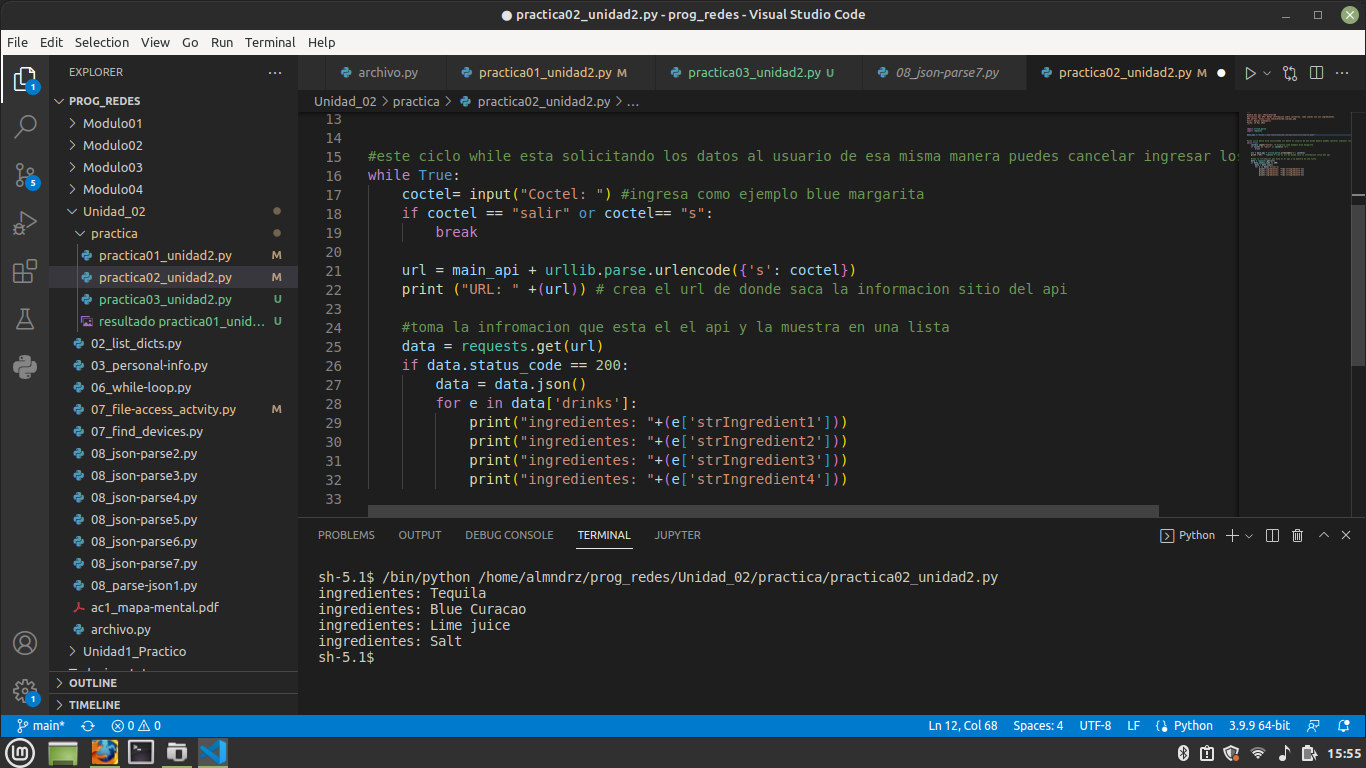 ● practica02_unidad2.py - prog_redes - Visual Studio Code
File Edit Selection View Go Run Terminal Help
EXPLORER
archivo.py
practica01_unidad2.py M
practica03_unidad2.py U
08_json-parse7.py
practica02_unidad2.py M
PROG_REDES
Modulo01
Modulo02
Modulo03
Modulo04
Unidad_02
practica
practica01_unidad2.py M
practica02_unidad2.py M
practica03_unidad2.py U
resultado practica01_unid... U
02_list_dicts.py
03_personal-info.py
06_while-loop.py
07_file-access_actvity.py M
07_find_devices.py
08_json-parse2.py
08_json-parse3.py
08_json-parse4.py
08_json-parse5.py
08_json-parse6.py
08_json-parse7.py
08_parse-json1.py
ac1_mapa-mental.pdf
archivo.py
Unidad1_Practico
OUTLINE
TIMELINE
1
5
1
Unidad_02 > practica > practica02_unidad2.py > ...
13
14
15 #este ciclo while esta solicitando los datos al usuario de esa misma manera puedes cancelar ingresar los
16 while True:
17 coctel= input("Coctel: ") #ingresa como ejemplo blue margarita
18 if coctel == "salir" or coctel== "s":
19 break
20
21 url = main_api + urllib.parse.urlencode({'s': coctel})
22 print ("URL: " +(url)) # crea el url de donde saca la informacion sitio del api
23
24 #toma la infromacion que esta el el api y la muestra en una lista
25 data = requests.get(url)
26 if data.status_code == 200:
27 data = data.json()
28 for e in data['drinks']:
29 print("ingredientes: "+(e['strIngredient1']))
30 print("ingredientes: "+(e['strIngredient2']))
31 print("ingredientes: "+(e['strIngredient3']))
32 print("ingredientes: "+(e['strIngredient4']))
33
PROBLEMS OUTPUT DEBUG CONSOLE TERMINAL JUPYTER
Python
sh-5.1$ /bin/python /home/almndrz/prog_redes/Unidad_02/practica/practica02_unidad2.py
ingredientes: Tequila
ingredientes: Blue Curacao
ingredientes: Lime juice
ingredientes: Salt
sh-5.1$
main* 0 0 Ln 12, Col 68 Spaces: 4 UTF-8 LF Python 3.9.9 64-bit
15:55